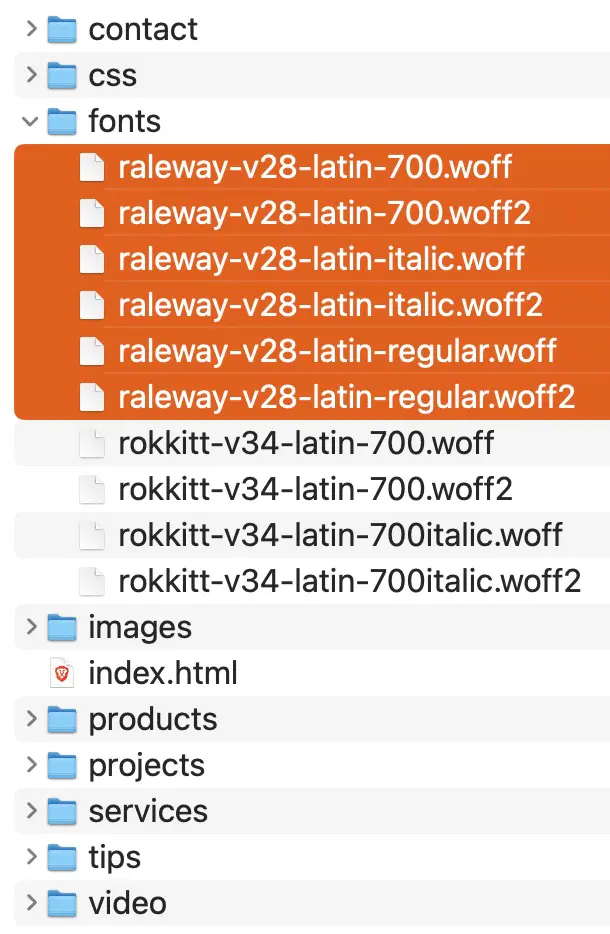 contact
css
fonts
raleway-v28-latin-700.woff
raleway-v28-latin-700.woff2
raleway-v28-latin-italic.woff
raleway-v28-latin-italic.woff2
raleway-v28-latin-regular.woff
raleway-v28-latin-regular.woff2
rokkitt-v34-latin-700.woff
rokkitt-v34-latin-700.woff2
rokkitt-v34-latin-700italic.woff
rokkitt-v34-latin-700italic.woff2
images
index.html
products
projects
services
tips
video